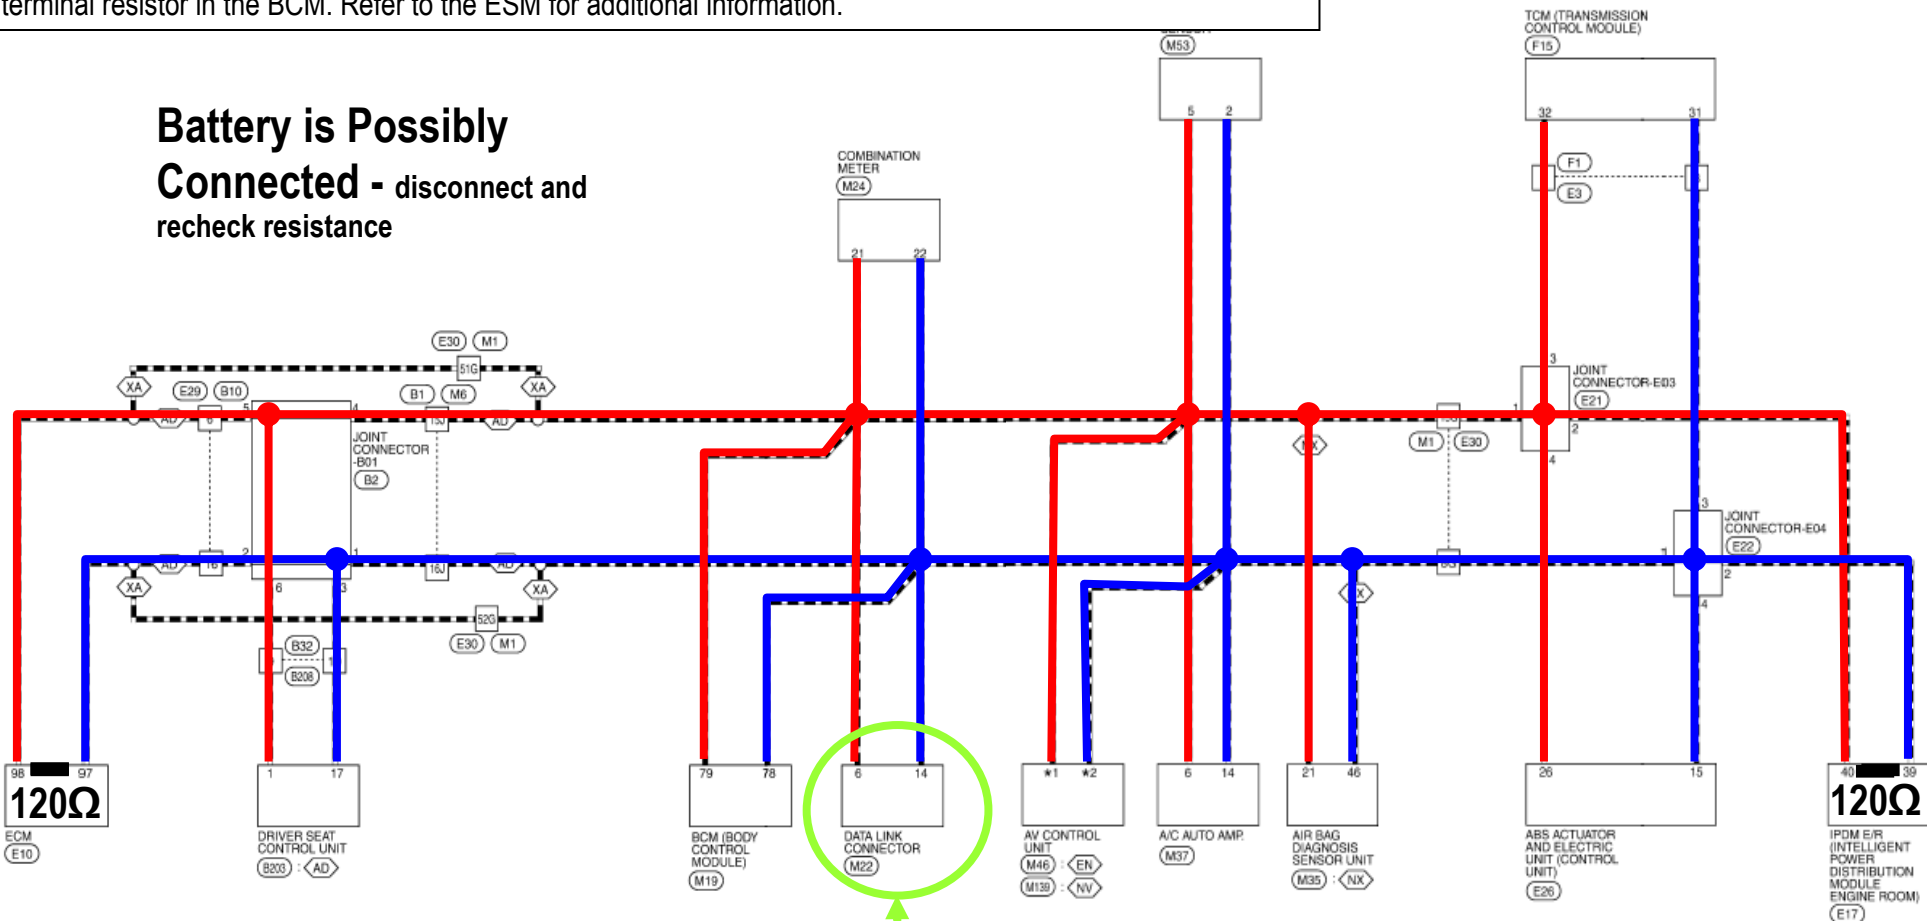 terminal resistor in the BCM. Refer to the ESM for additional information.
Battery is Possibly
Connected - disconnect and
recheck resistance
M53
5 2
TCM (TRANSMISSION
CONTROL MODULE)
F15
32 31
F1
E3
COMBINATION
METER
M24
21 22
E30 M1
51G
XA XA
E29 B10
B1 M6
AD AD
5 4
JOINT
CONNECTOR
-B01
B2
3
JOINT
CONNECTOR-E03
E21
1
2
4
M1 E30
3
JOINT
CONNECTOR-E04
E22
1
2
4
2 1
AD 16 16J AD
6 3
XA XA
52G
E30 M1
B32
B208
98 97
120Ω
ECM
E10
1 17
DRIVER SEAT
CONTROL UNIT
B203 : AD
79 78
BCM (BODY
CONTROL
MODULE)
M19
6 14
DATA LINK
CONNECTOR
M22
*1 *2
AV CONTROL
UNIT
M46 : EN
M139 : NV
6 14
A/C AUTO AMP.
M37
21 46
AIR BAG
DIAGNOSIS
SENSOR UNIT
M35 : NX
26 15
ABS ACTUATOR
AND ELECTRIC
UNIT (CONTROL
UNIT)
E26
40 39
120Ω
IPDM E/R
(INTELLIGENT
POWER
DISTRIBUTION
MODULE
ENGINE ROOM)
E17